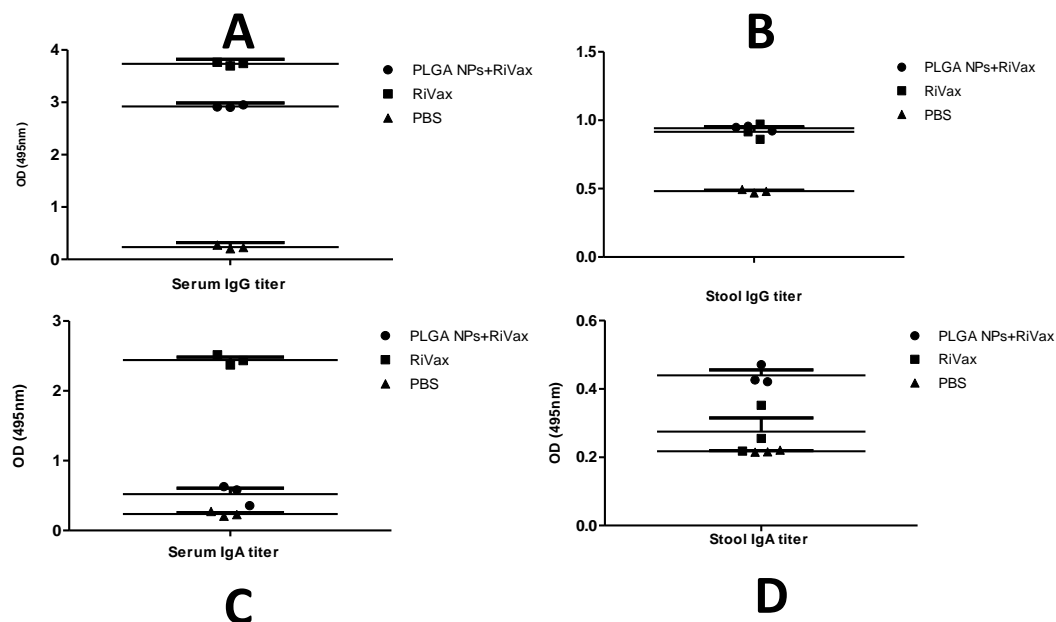 A
OD (495nm)
4
3
2
1
0
Serum IgG titer
PLGA NPs+RiVax
RiVax
PBS
B
OD (495nm)
1.5
1.0
0.5
0.0
Stool IgG titer
PLGA NPs+RiVax
RiVax
PBS
OD (495nm)
3
2
1
0
Serum IgA titer
PLGA NPs+RiVax
RiVax
PBS
C
OD (495nm)
0.6
0.4
0.2
0.0
Stool IgA titer
PLGA NPs+RiVax
RiVax
PBS
D